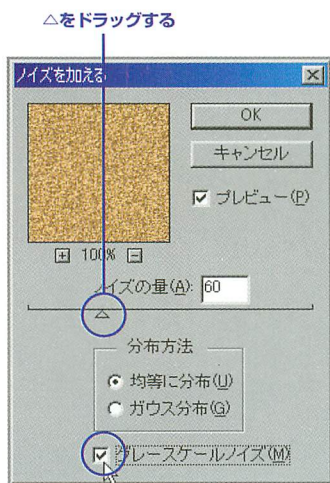 △をドラッグする
ノイズを加える
OK
キャンセル
プレビュー(P)
100%
ノイズの量(A): 60
分布方法
均等に分布(U)
ガウス分布(G)
グレースケールノイズ(M)